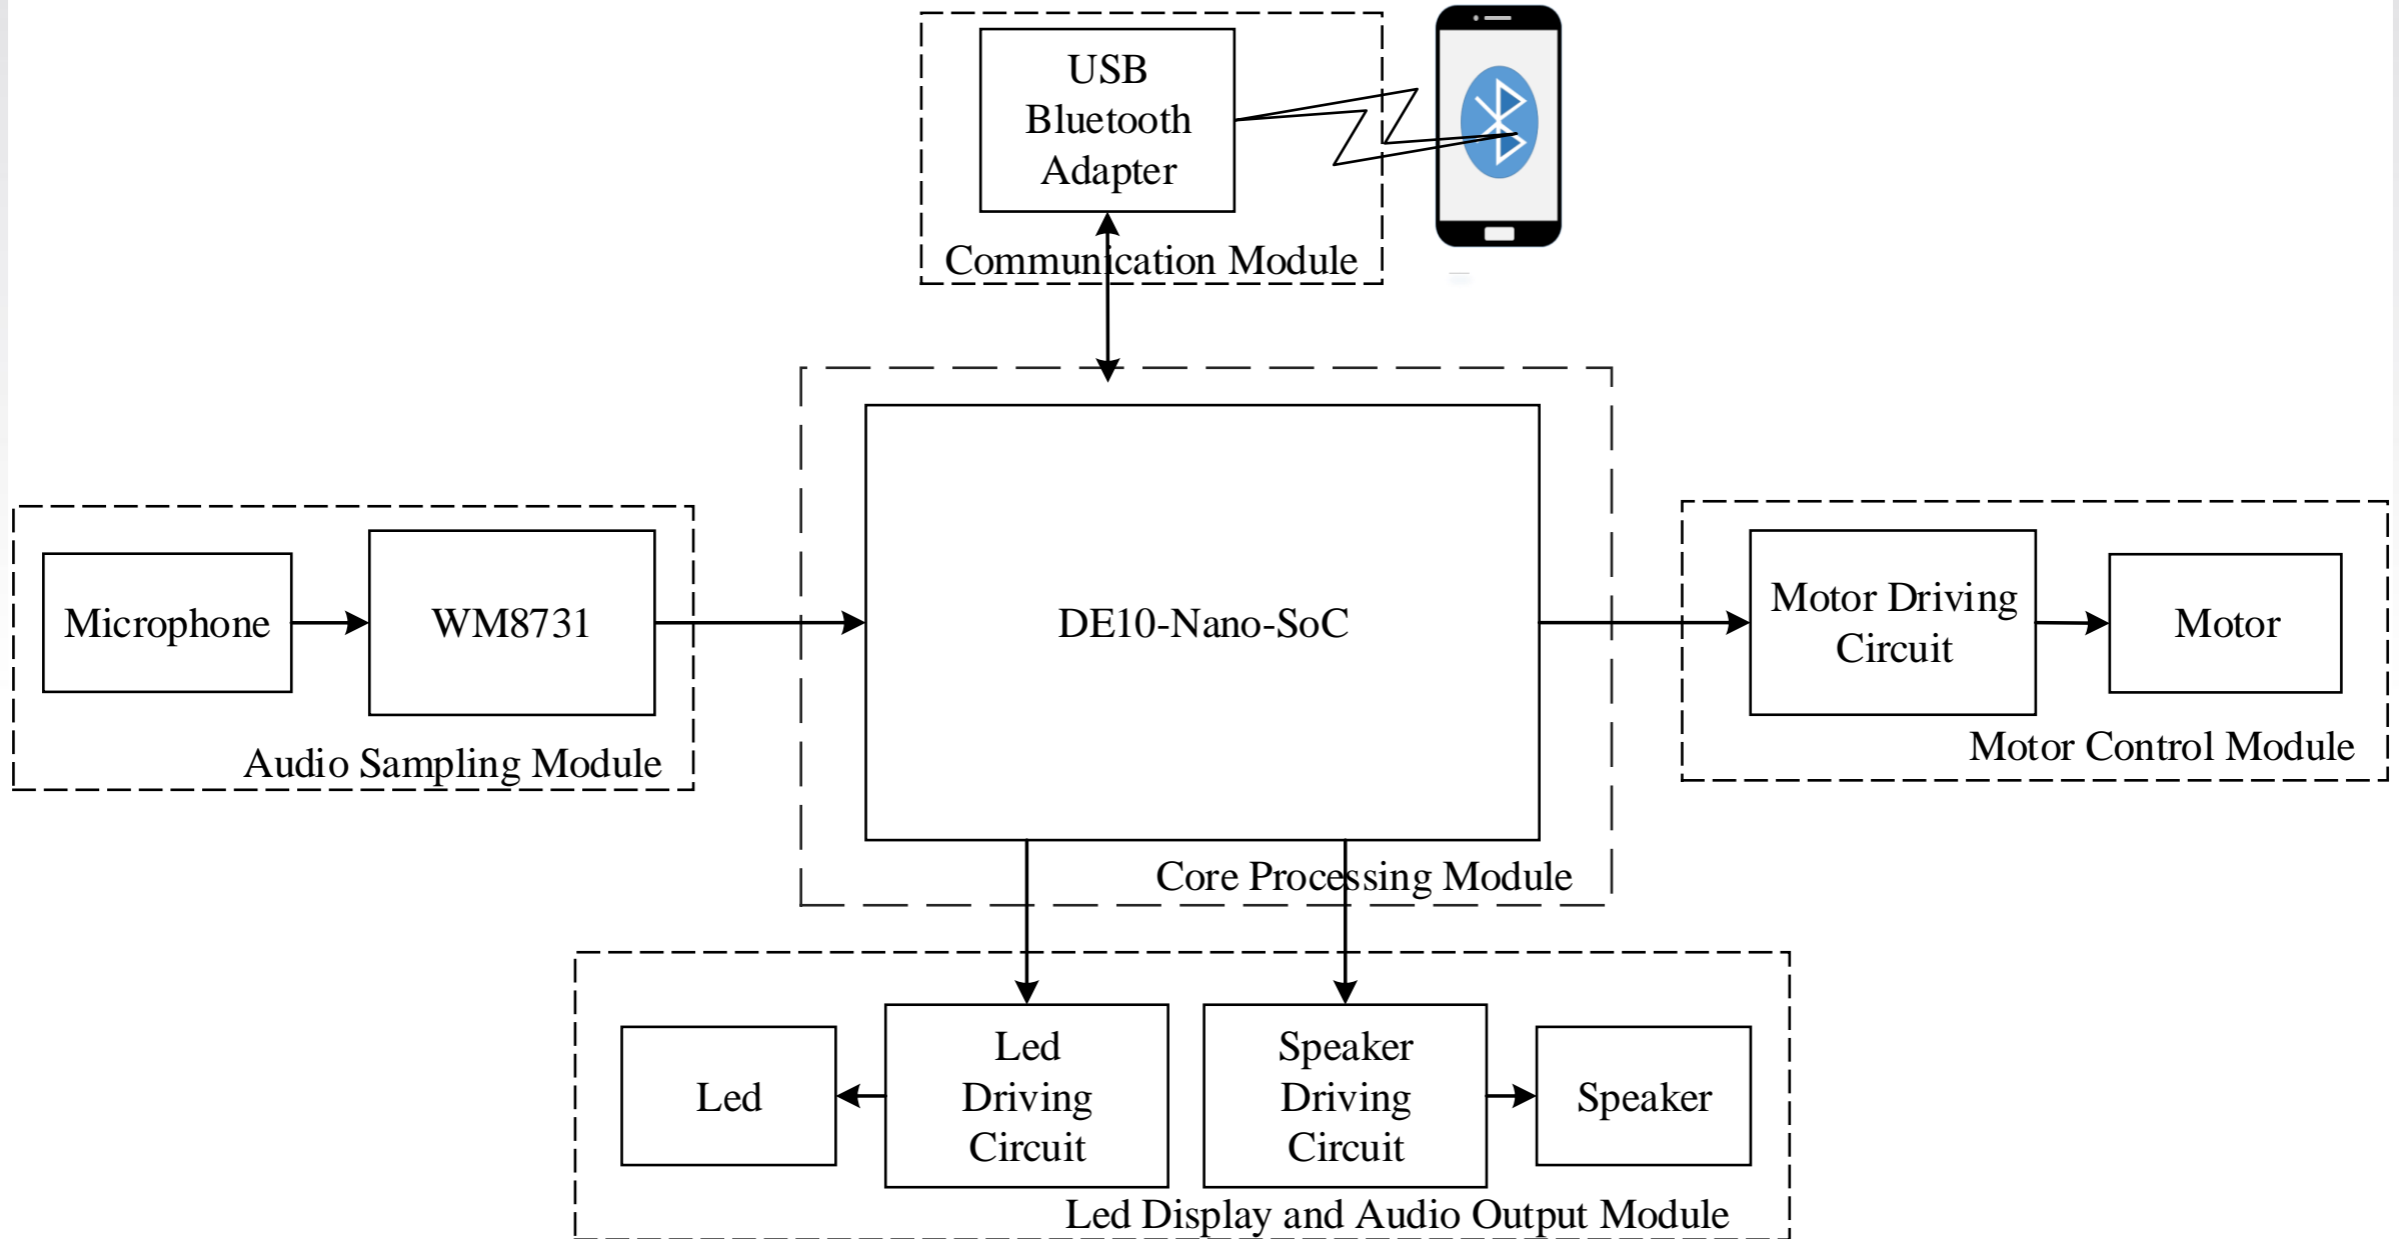 USB
Bluetooth
Adapter
Communication Module
Microphone
WM8731
Audio Sampling Module
DE10-Nano-SoC
Core Processing Module
Motor Driving
Circuit
Motor
Motor Control Module
Led
Led
Driving
Circuit
Speaker
Driving
Circuit
Speaker
Led Display and Audio Output Module